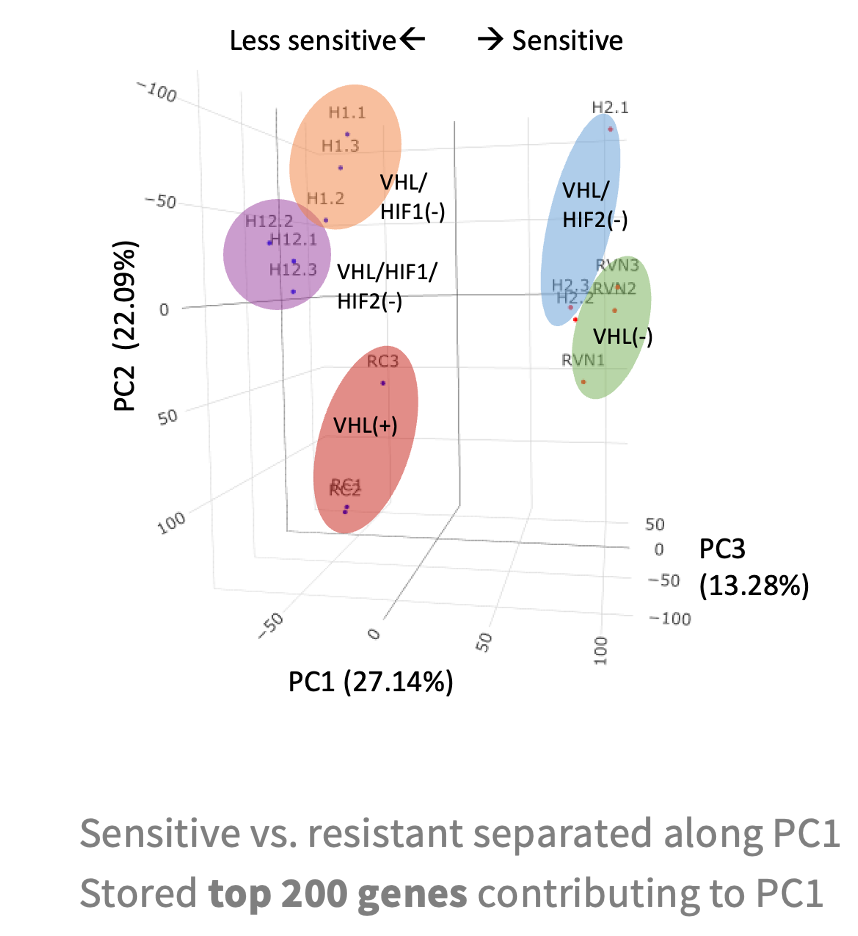 Less sensitive← → Sensitive
−100
H2.1
H1.1
H1.3
VHL/
HIF1(-)
VHL/
HIF2(-)
−50
H1.2
H12.2
H12.1
H12.3
VHL/HIF1/
HIF2(-)
RVN3
H2.3
RVN2
H2.2
0
VHL(-)
RC3
RVN1
PC2 (22.09%)
50
VHL(+)
RC1
RC2
100
50
0
−50
−100
PC3
(13.28%)
−50
0
50
100
PC1 (27.14%)
Sensitive vs. resistant separated along PC1
Stored top 200 genes contributing to PC1